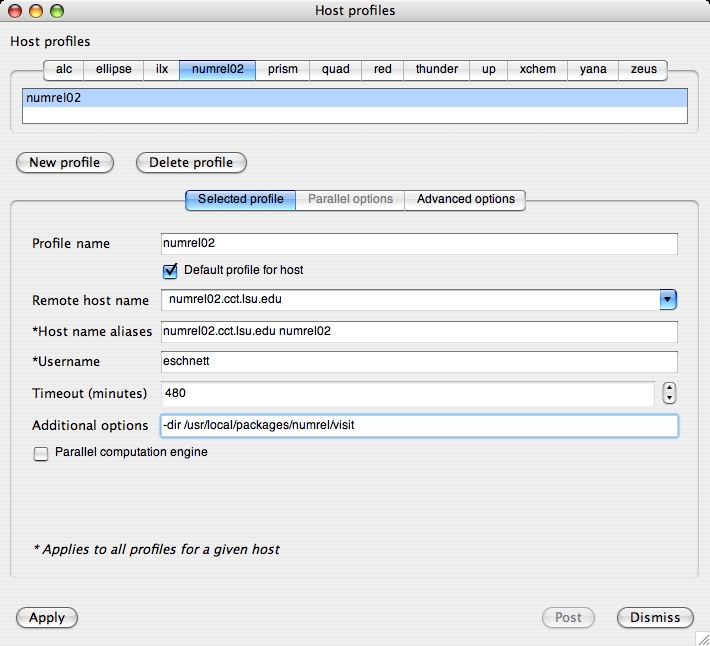 Host profiles
Host profiles
alc ellipse ilx numrel02 prism quad red thunder up xchem yana zeus
numrel02
New profile Delete profile
Selected profile Parallel options Advanced options
Profile name numrel02
Default profile for host
Remote host name numrel02.cct.lsu.edu
*Host name aliases numrel02.cct.lsu.edu numrel02
*Username eschnett
Timeout (minutes) 480
Additional options -dir /usr/local/packages/numrel/visit
Parallel computation engine
* Applies to all profiles for a given host
Apply Post Dismiss